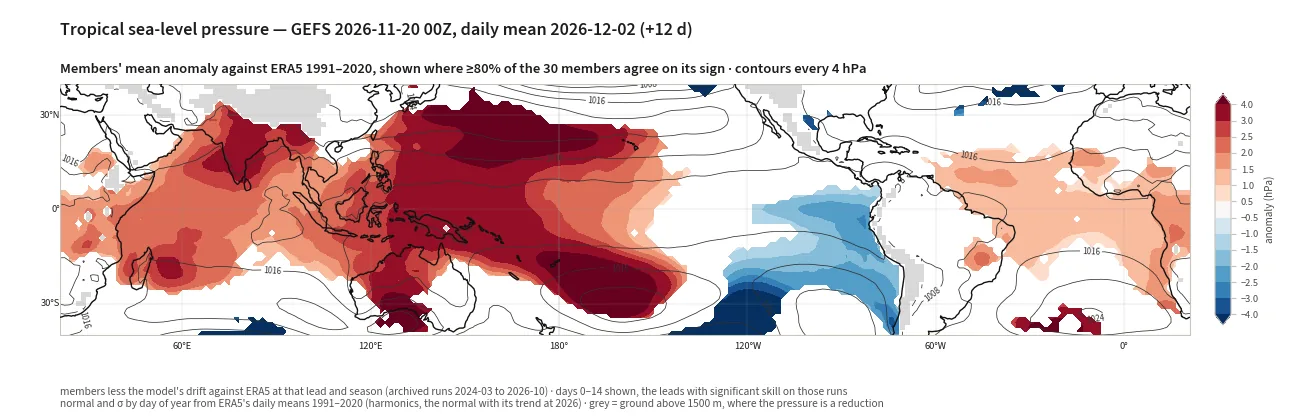 Tropical sea-level pressure — GEFS 2026-11-20 00Z, daily mean 2026-12-02 (+12 d)
Members' mean anomaly against ERA5 1991–2020, shown where ≥80% of the 30 members agree on its sign · contours every 4 hPa
30°N
0°
30°S
60°E
120°E
180°
120°W
60°W
0°
1016
1016
1016
1016
1016
1016
1016
1016
1008
1024
4.0
3.0
2.5
2.0
1.5
1.0
0.5
−0.5
−1.0
−1.5
−2.0
−2.5
−3.0
−4.0
anomaly (hPa)
members less the model's drift against ERA5 at that lead and season (archived runs 2024-03 to 2026-10) · days 0–14 shown, the leads with significant skill on those runs
normal and σ by day of year from ERA5's daily means 1991–2020 (harmonics, the normal with its trend at 2026) · grey = ground above 1500 m, where the pressure is a reduction